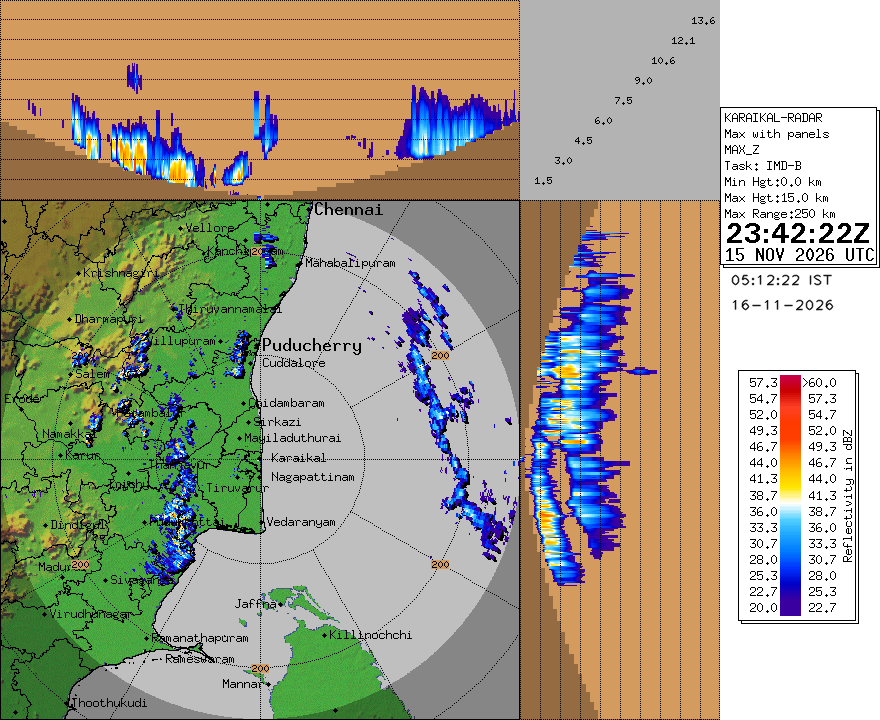 13.6
12.1
10.6
9.0
7.5
6.0
4.5
3.0
1.5
KARAIKAL-RADAR
Max with panels
MAX_Z
Task: IMD-B
Min Hgt:0.0 km
Max Hgt:15.0 km
Max Range:250 km
23:42:22Z
15 NOV 2026 UTC
05:12:22 IST
16-11-2026
Chennai
Vellore
200
Mahabalipuram
Krishnagiri
Thiruvannamalai
Dharmapuri
Villupuram
Puducherry
200
200
Cuddalore
Salem
Erode
Chidambaram
Sirkazi
Namakkal
Mayiladuthurai
Karur
Karaikal
Thanjavur
Nagapattinam
Tiruvarur
Dindigul
Pudukkottai
Vedaranyam
200
200
Madurai
Sivaganga
Jaffna
Virudhunagar
Ramanathapuram
Killinochchi
Rameswaram
200
Mannar
Thoothukudi
57.3 >60.0
54.7 57.3
52.0 54.7
49.3 52.0
46.7 49.3
44.0 46.7
41.3 44.0
38.7 41.3
36.0 38.7
33.3 36.0
30.7 33.3
28.0 30.7
25.3 28.0
22.7 25.3
20.0 22.7
Reflectivity in dBZ